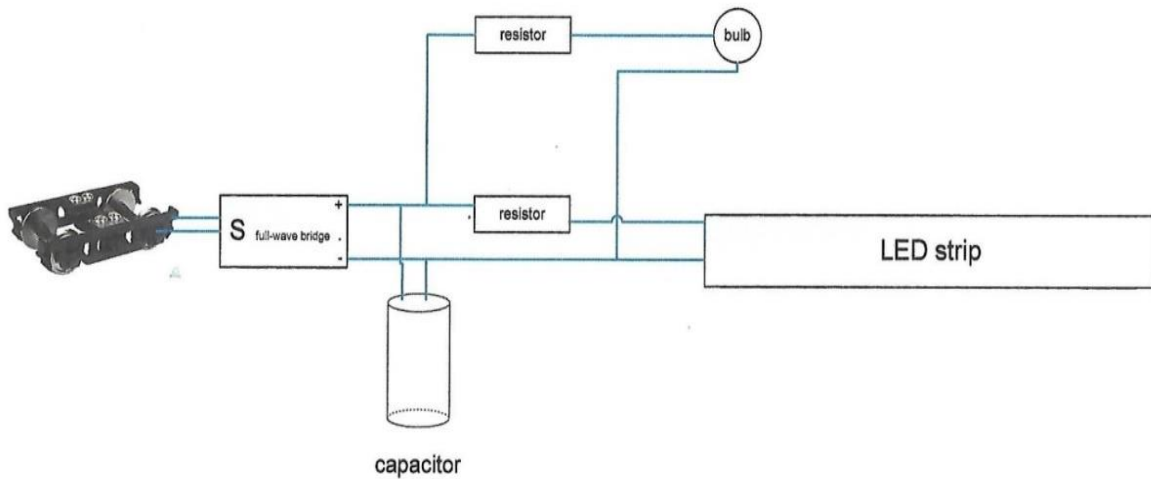 resistor
bulb
+
S full-wave bridge
-
resistor
LED strip
capacitor